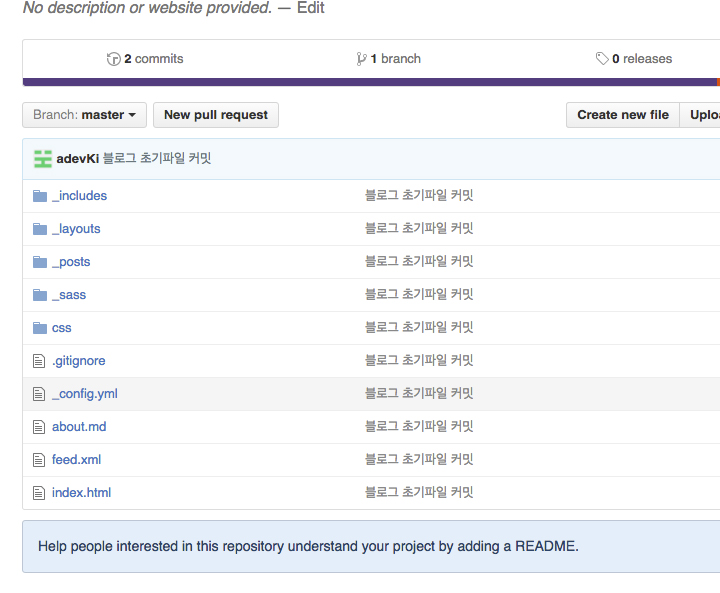 No description or website provided. — Edit
2 commits 1 branch 0 releases
Branch: master New pull request Create new file
adevKi 블로그 초기파일 커밋
_includes 블로그 초기파일 커밋
_layouts 블로그 초기파일 커밋
_posts 블로그 초기파일 커밋
_sass 블로그 초기파일 커밋
css 블로그 초기파일 커밋
.gitignore 블로그 초기파일 커밋
_config.yml 블로그 초기파일 커밋
about.md 블로그 초기파일 커밋
feed.xml 블로그 초기파일 커밋
index.html 블로그 초기파일 커밋
Help people interested in this repository understand your project by adding a README.